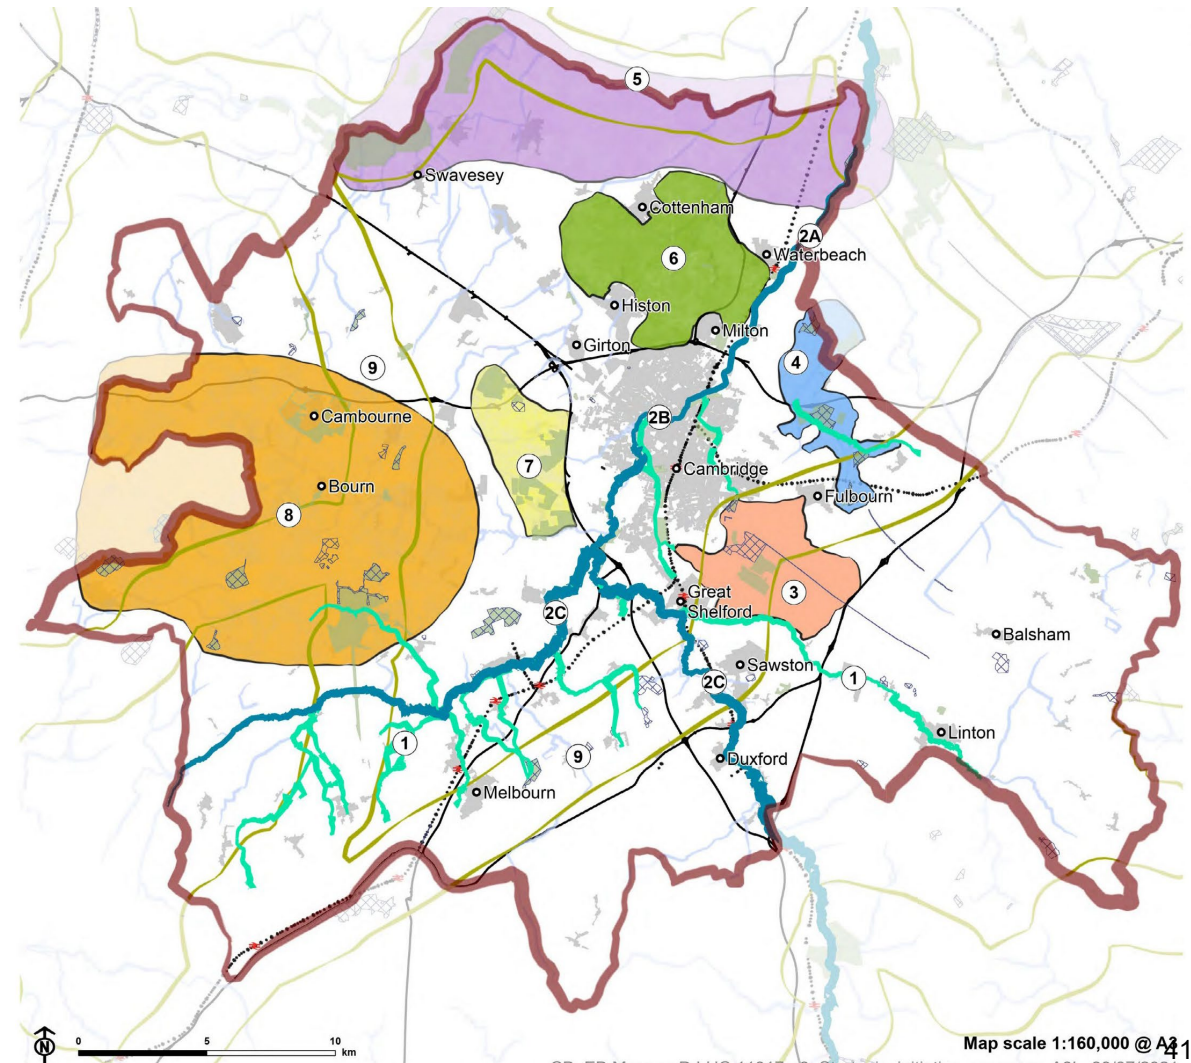 5
Swavesey
Cottenham
2A
Waterbeach
6
Histon
Milton
Girton
4
9
Cambourne
2B
7
Cambridge
Bourn
Fulbourn
8
3
Great
Shelford
2C
Balsham
Sawston
2C
1
Linton
1
9
Duxford
Melbourn
0 5 10
km
Map scale 1:160,000 @ A3
41